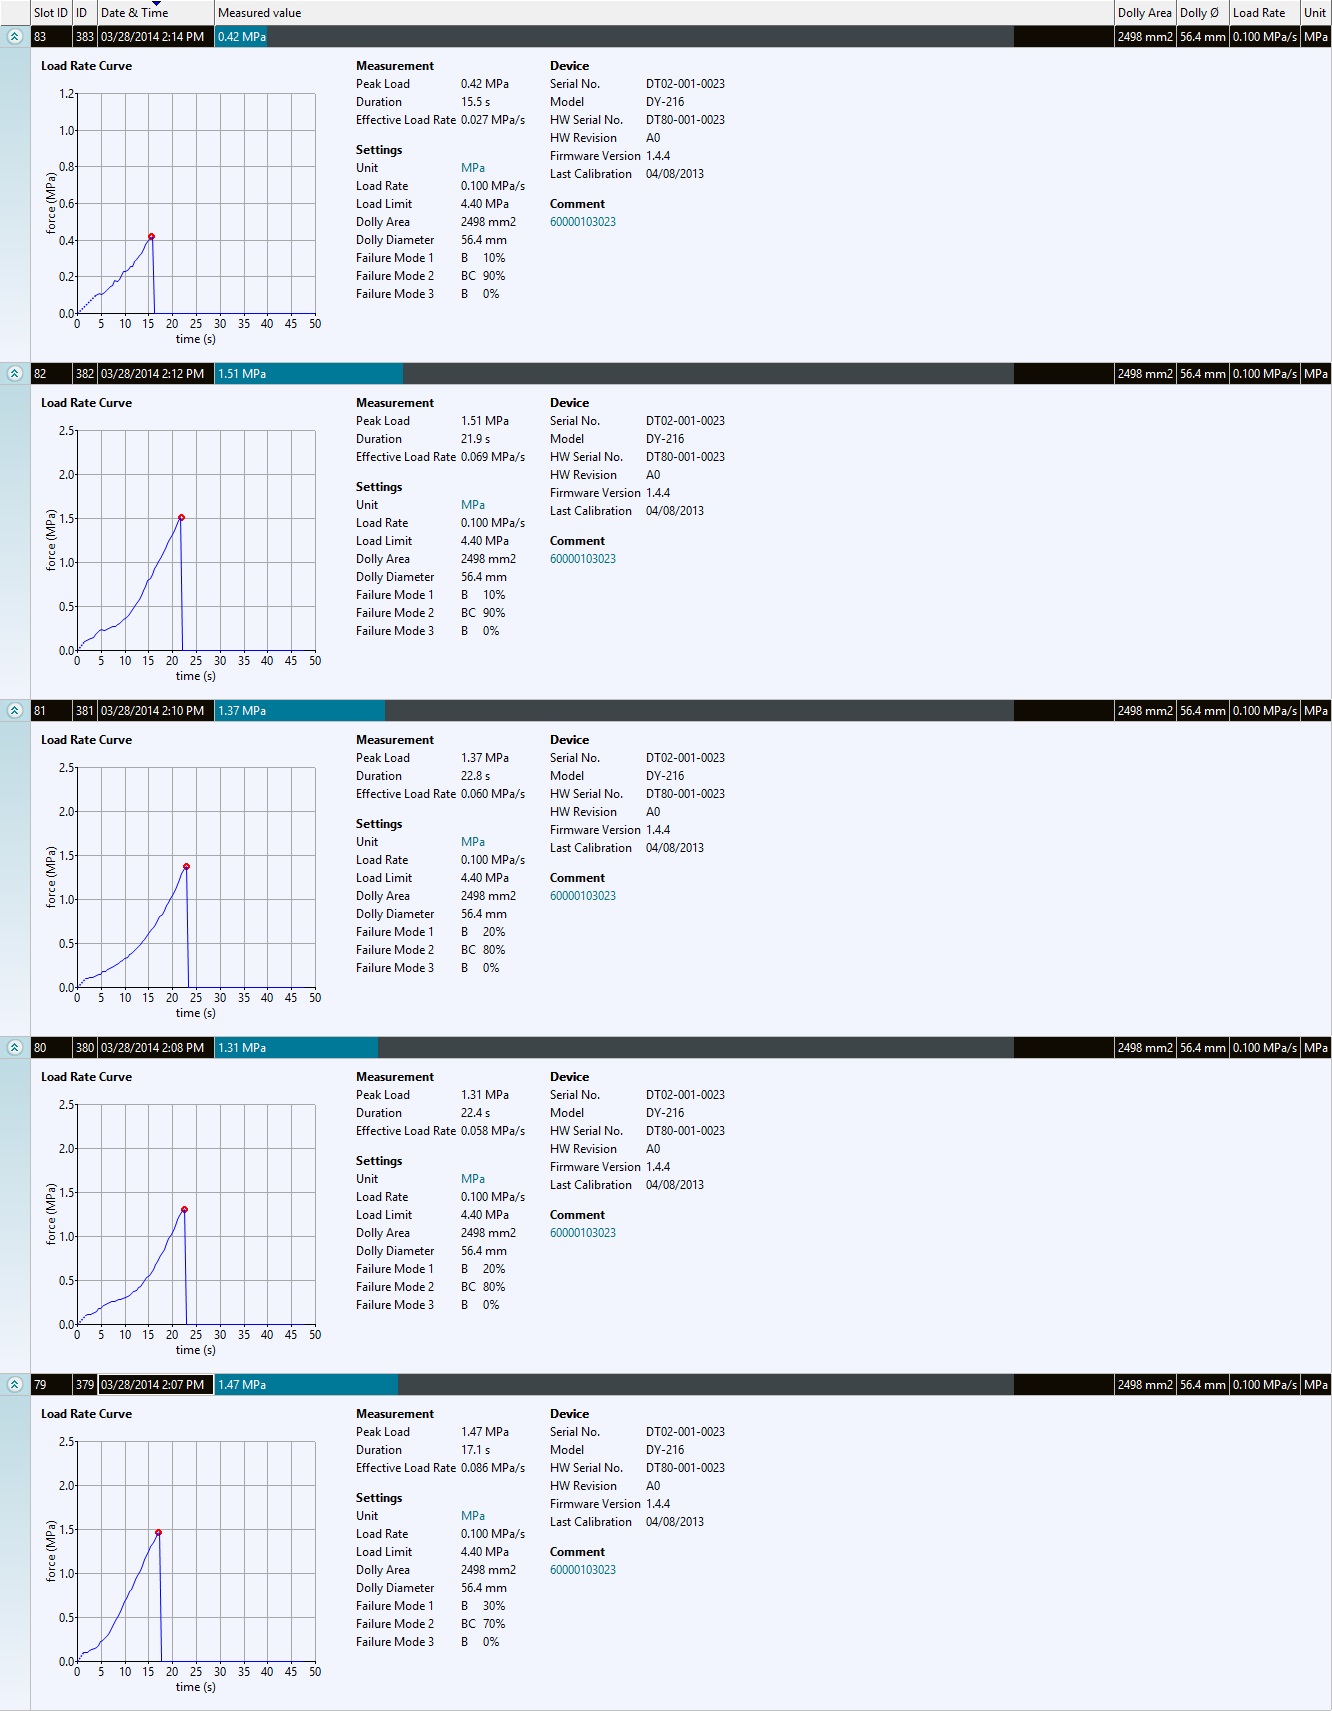 Slot ID ID Date & Time Measured value Dolly Area Dolly Ø Load Rate Unit
83 383 03/28/2014 2:14 PM 0.42 MPa 2498 mm2 56.4 mm 0.100 MPa/s MPa
Load Rate Curve
1.2
1.0
0.8
0.6
0.4
0.2
0.0
force (MPa)
0 5 10 15 20 25 30 35 40 45 50
time (s)
Measurement
Peak Load 0.42 MPa
Duration 15.5 s
Effective Load Rate 0.027 MPa/s
Settings
Unit MPa
Load Rate 0.100 MPa/s
Load Limit 4.40 MPa
Dolly Area 2498 mm2
Dolly Diameter 56.4 mm
Failure Mode 1 B 10%
Failure Mode 2 BC 90%
Failure Mode 3 B 0%
Device
Serial No. DT02-001-0023
Model DY-216
HW Serial No. DT80-001-0023
HW Revision A0
Firmware Version 1.4.4
Last Calibration 04/08/2013
Comment
60000103023
82 382 03/28/2014 2:12 PM 1.51 MPa 2498 mm2 56.4 mm 0.100 MPa/s MPa
Load Rate Curve
2.5
2.0
1.5
1.0
0.5
0.0
force (MPa)
0 5 10 15 20 25 30 35 40 45 50
time (s)
Measurement
Peak Load 1.51 MPa
Duration 21.9 s
Effective Load Rate 0.069 MPa/s
Settings
Unit MPa
Load Rate 0.100 MPa/s
Load Limit 4.40 MPa
Dolly Area 2498 mm2
Dolly Diameter 56.4 mm
Failure Mode 1 B 10%
Failure Mode 2 BC 90%
Failure Mode 3 B 0%
Device
Serial No. DT02-001-0023
Model DY-216
HW Serial No. DT80-001-0023
HW Revision A0
Firmware Version 1.4.4
Last Calibration 04/08/2013
Comment
60000103023
81 381 03/28/2014 2:10 PM 1.37 MPa 2498 mm2 56.4 mm 0.100 MPa/s MPa
Load Rate Curve
2.5
2.0
1.5
1.0
0.5
0.0
force (MPa)
0 5 10 15 20 25 30 35 40 45 50
time (s)
Measurement
Peak Load 1.37 MPa
Duration 22.8 s
Effective Load Rate 0.060 MPa/s
Settings
Unit MPa
Load Rate 0.100 MPa/s
Load Limit 4.40 MPa
Dolly Area 2498 mm2
Dolly Diameter 56.4 mm
Failure Mode 1 B 20%
Failure Mode 2 BC 80%
Failure Mode 3 B 0%
Device
Serial No. DT02-001-0023
Model DY-216
HW Serial No. DT80-001-0023
HW Revision A0
Firmware Version 1.4.4
Last Calibration 04/08/2013
Comment
60000103023
80 380 03/28/2014 2:08 PM 1.31 MPa 2498 mm2 56.4 mm 0.100 MPa/s MPa
Load Rate Curve
2.5
2.0
1.5
1.0
0.5
0.0
force (MPa)
0 5 10 15 20 25 30 35 40 45 50
time (s)
Measurement
Peak Load 1.31 MPa
Duration 22.4 s
Effective Load Rate 0.058 MPa/s
Settings
Unit MPa
Load Rate 0.100 MPa/s
Load Limit 4.40 MPa
Dolly Area 2498 mm2
Dolly Diameter 56.4 mm
Failure Mode 1 B 20%
Failure Mode 2 BC 80%
Failure Mode 3 B 0%
Device
Serial No. DT02-001-0023
Model DY-216
HW Serial No. DT80-001-0023
HW Revision A0
Firmware Version 1.4.4
Last Calibration 04/08/2013
Comment
60000103023
79 379 03/28/2014 2:07 PM 1.47 MPa 2498 mm2 56.4 mm 0.100 MPa/s MPa
Load Rate Curve
2.5
2.0
1.5
1.0
0.5
0.0
force (MPa)
0 5 10 15 20 25 30 35 40 45 50
time (s)
Measurement
Peak Load 1.47 MPa
Duration 17.1 s
Effective Load Rate 0.086 MPa/s
Settings
Unit MPa
Load Rate 0.100 MPa/s
Load Limit 4.40 MPa
Dolly Area 2498 mm2
Dolly Diameter 56.4 mm
Failure Mode 1 B 30%
Failure Mode 2 BC 70%
Failure Mode 3 B 0%
Device
Serial No. DT02-001-0023
Model DY-216
HW Serial No. DT80-001-0023
HW Revision A0
Firmware Version 1.4.4
Last Calibration 04/08/2013
Comment
60000103023